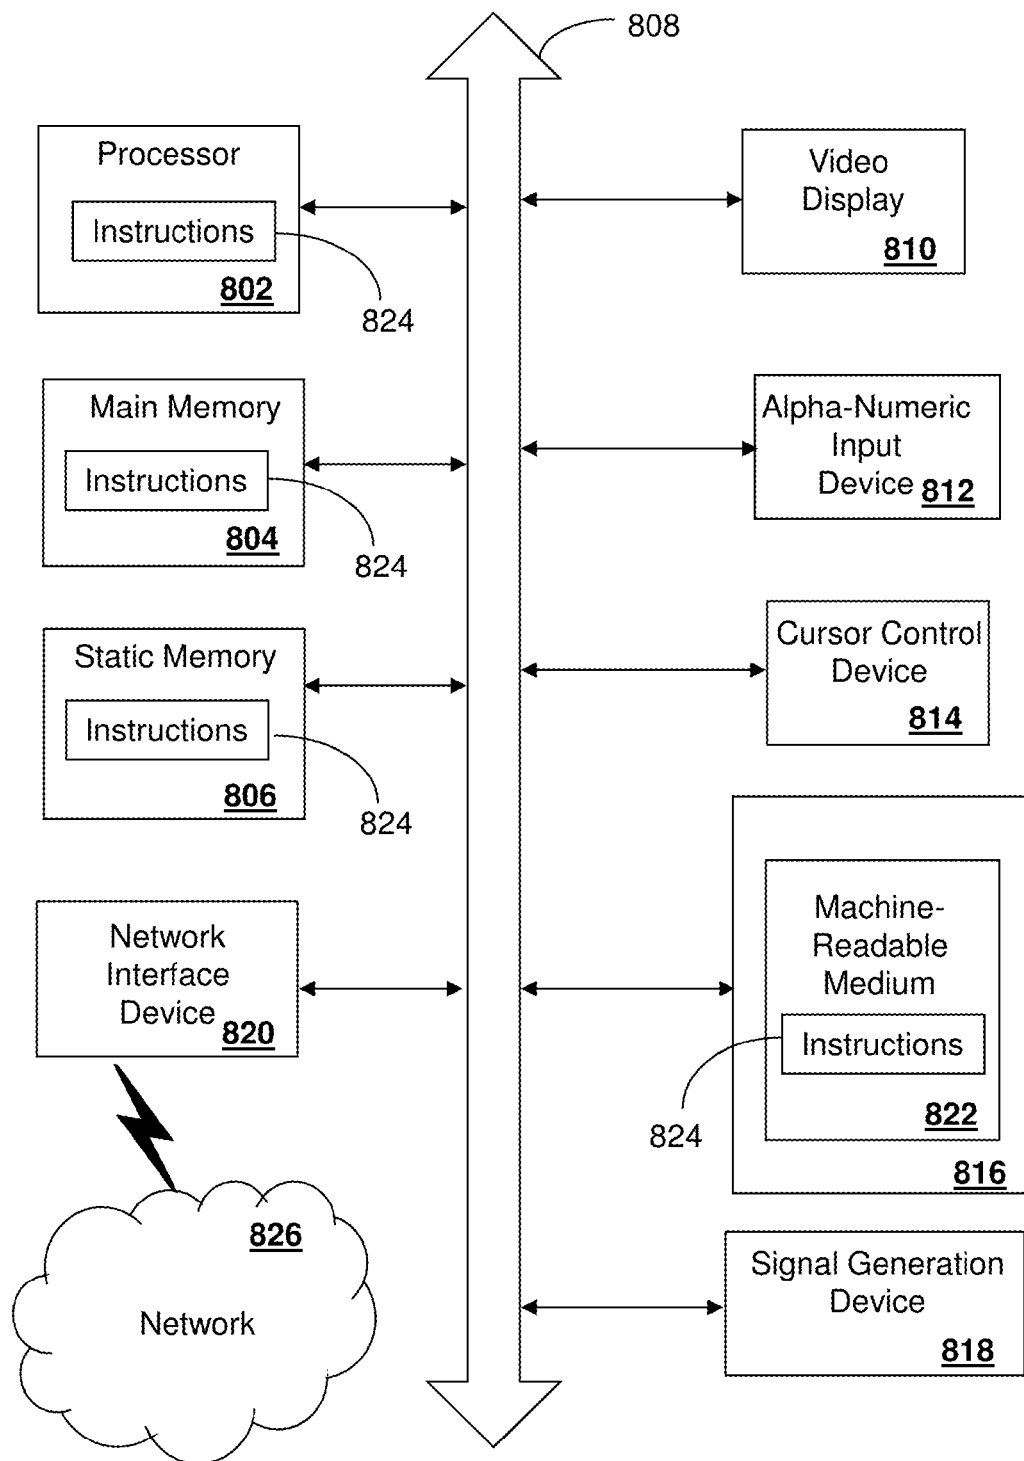 808
Processor
Instructions
802
824
Main Memory
Instructions
804
824
Static Memory
Instructions
806
824
Network
Interface
Device
820
826
Network
Video
Display
810
Alpha-Numeric
Input
Device
812
Cursor Control
Device
814
Machine-
Readable
Medium
Instructions
822
824
816
Signal Generation
Device
818